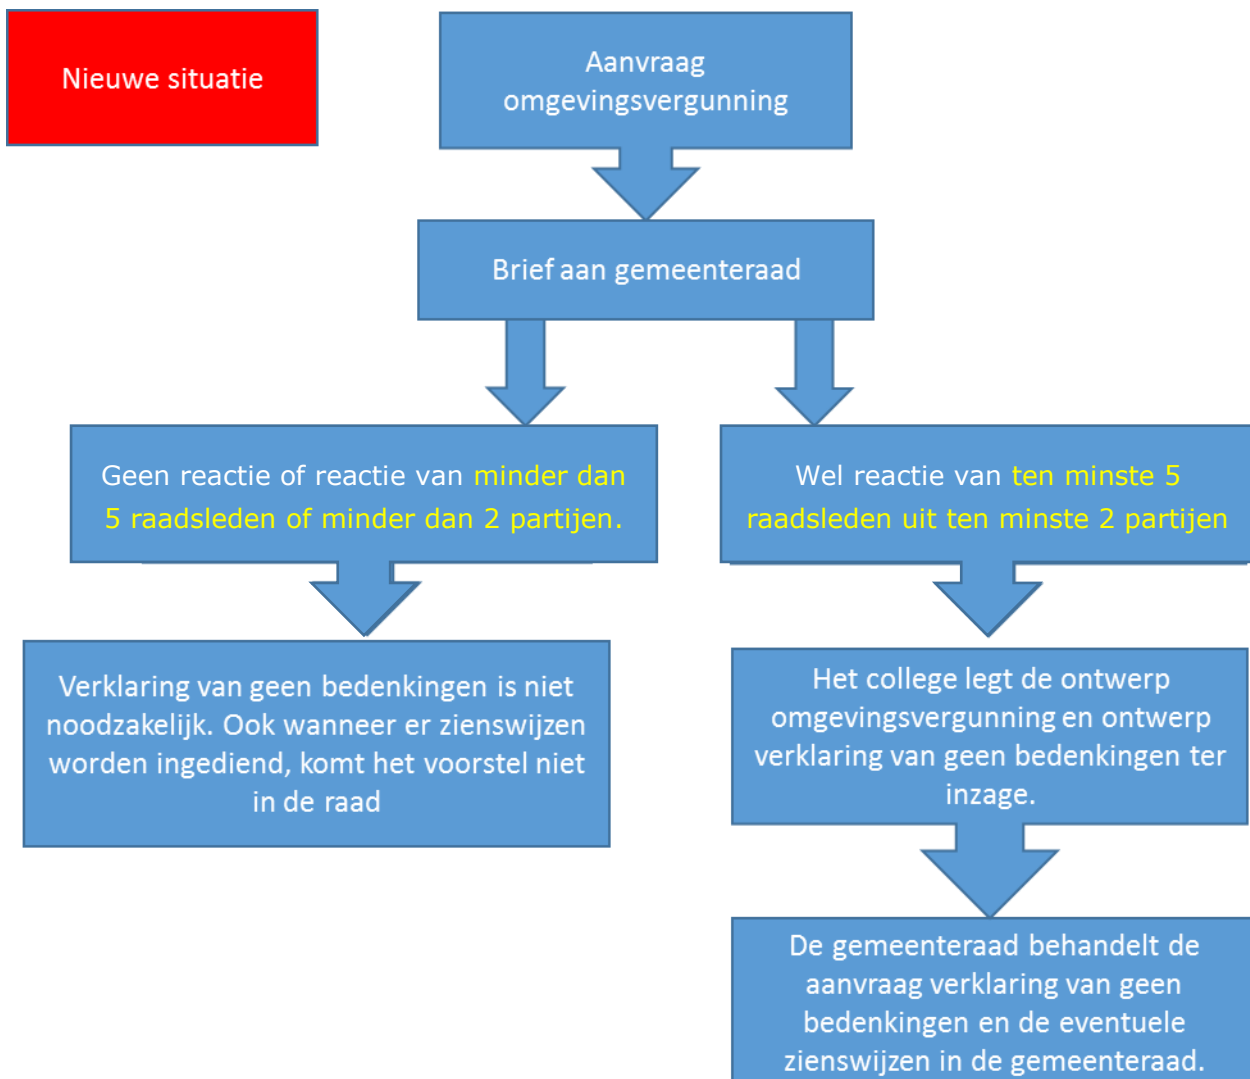 Nieuwe situatie
Aanvraag
omgevingsvergunning
Brief aan gemeenteraad
Geen reactie of reactie van minder dan
5 raadsleden of minder dan 2 partijen.
Wel reactie van ten minste 5
raadsleden uit ten minste 2 partijen
Verklaring van geen bedenkingen is niet
noodzakelijk. Ook wanneer er zienswijzen
worden ingediend, komt het voorstel niet
in de raad
Het college legt de ontwerp
omgevingsvergunning en ontwerp
verklaring van geen bedenkingen ter
inzage.
De gemeenteraad behandelt de
aanvraag verklaring van geen
bedenkingen en de eventuele
zienswijzen in de gemeenteraad.